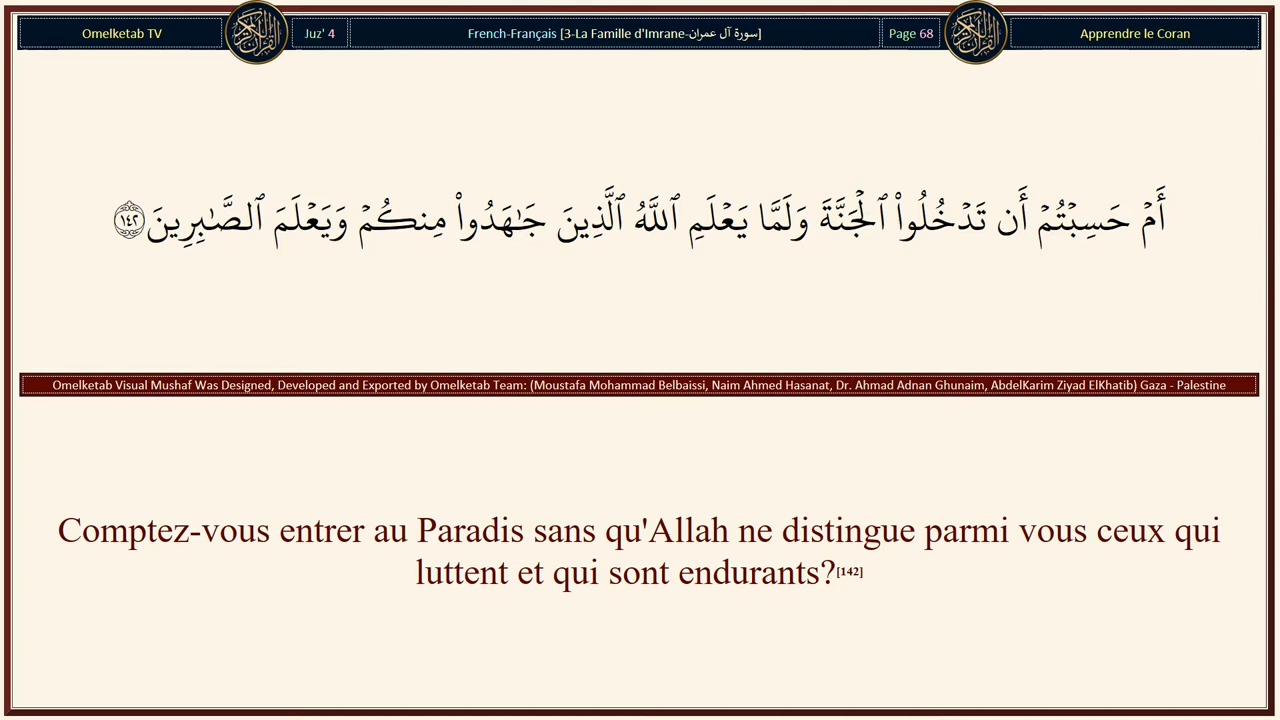 Omelketab TV
Juz' 4
French-Français [3-La Famille d'Imrane-سورة آل عمران]
Page 68
Apprendre le Coran
أَمۡ حَسِبۡتُمۡ أَن تَدۡخُلُواْ ٱلۡجَنَّةَ وَلَمَّا يَعۡلَمِ ٱللَّهُ ٱلَّذِينَ جَٰهَدُواْ مِنكُمۡ وَيَعۡلَمَ ٱلصَّٰبِرِينَ ١٤٢
Omelketab Visual Mushaf Was Designed, Developed and Exported by Omelketab Team: (Moustafa Mohammad Belbaissi, Naim Ahmed Hasanat, Dr. Ahmad Adnan Ghunaim, AbdelKarim Ziyad ElKhatib) Gaza - Palestine
Comptez-vous entrer au Paradis sans qu'Allah ne distingue parmi vous ceux qui
luttent et qui sont endurants?[142]